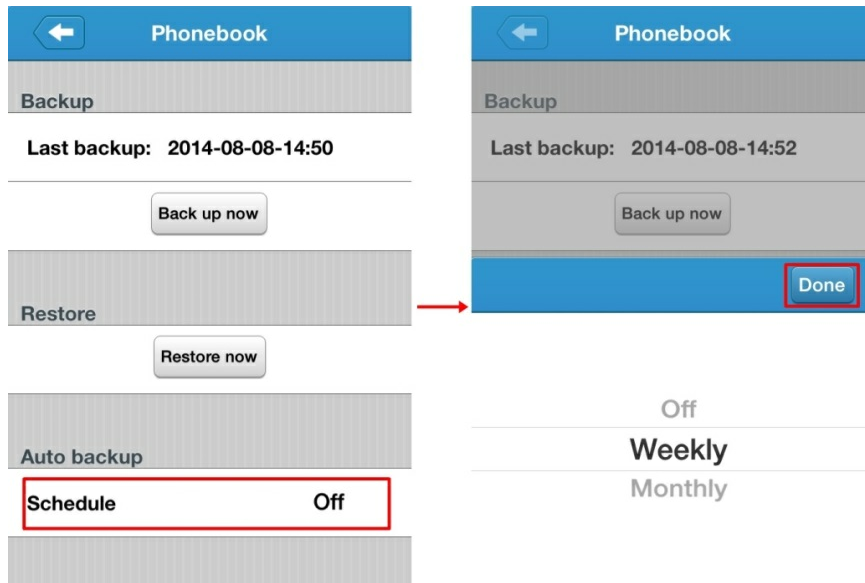 Phonebook
Backup
Last backup: 2014-08-08-14:50
Back up now
Restore
Restore now
Auto backup
Schedule Off
Phonebook
Backup
Last backup: 2014-08-08-14:52
Back up now
Done
Off
Weekly
Monthly